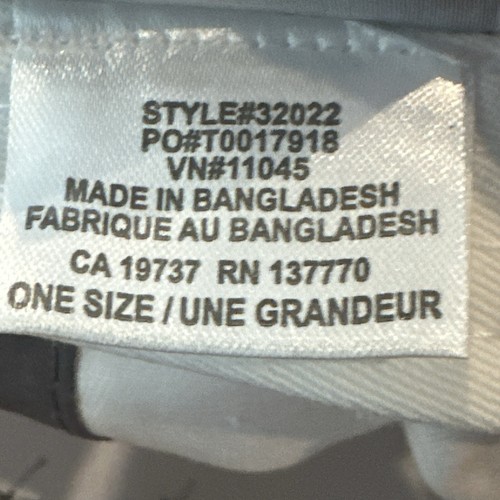 STYLE#32022
PO#T0017918
VN#11045
MADE IN BANGLADESH
FABRIQUE AU BANGLADESH
CA 19737 RN 137770
ONE SIZE / UNE GRANDEUR